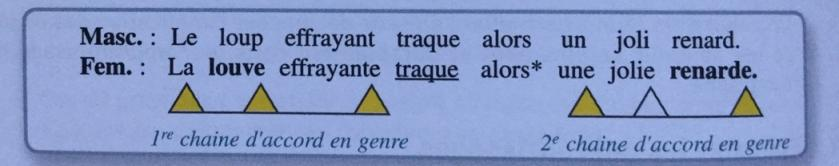 Masc. : Le loup effrayant traque alors un joli renard.
Fem. : La louve effrayante traque alors* une jolie renarde.
1re chaine d'accord en genre 2e chaine d'accord en genre